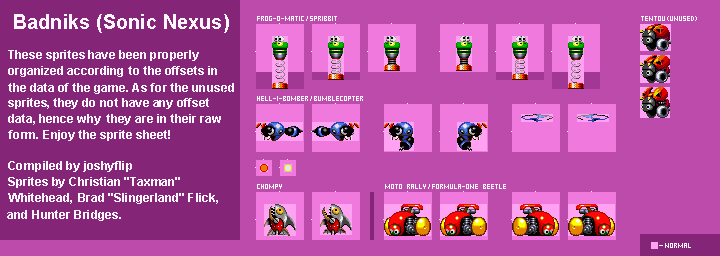 Badniks (Sonic Nexus)
These sprites have been properly
organized according to the offsets in
the data of the game. As for the unused
sprites, they do not have any offset
data, hence why they are in their raw
form. Enjoy the sprite sheet!
Compiled by joshyflip
Sprites by Christian "Taxman"
Whitehead, Brad "Slingerland" Flick,
and Hunter Bridges.
FROG-O-MATIC/SPRIBBIT
HELL-I-BOMBER/BUMBLECOPTER
CHOMPY
MOTO RALLY/FORMULA-ONE BEETLE
TENTOU(UNUSED)
=NORMAL